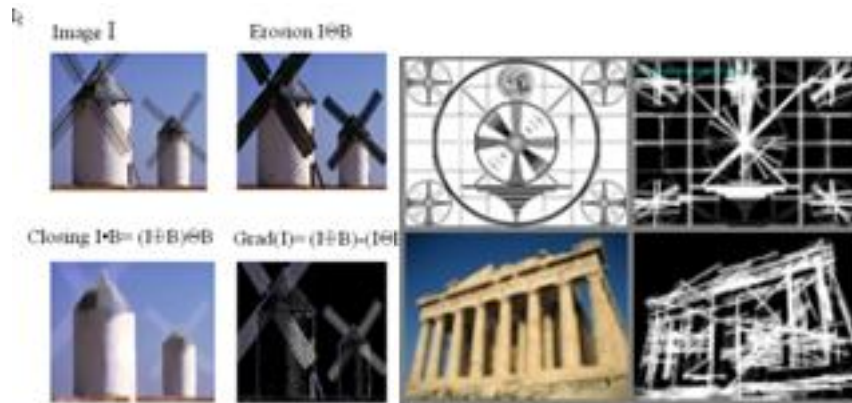 Image I
Erosion I⊖B
Closing I•B= (I⊕B)⊖B
Grad(I)= (I⊕B)-(I⊖B